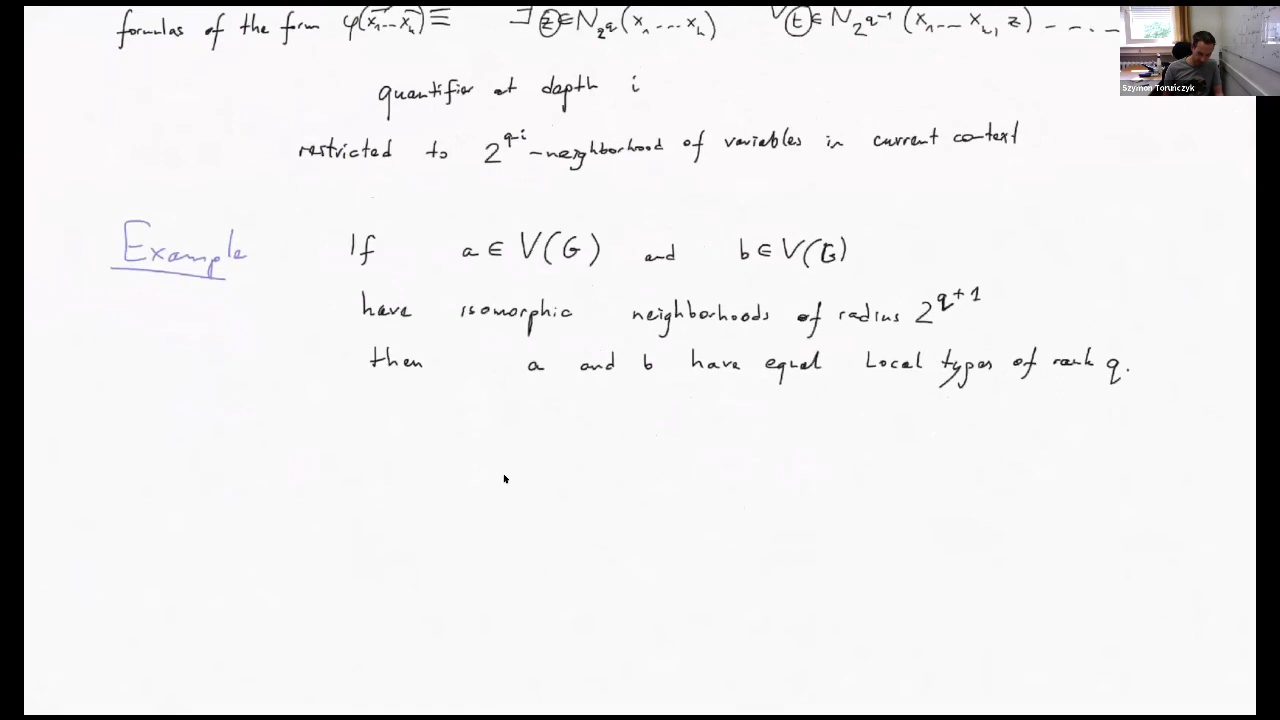 formulas of the form φ(x₁...xₖ) ≡ ∃ z ∈ N_{2^q}(x₁...xₖ) ∀ t ∈ N_{2^{q-1}}(x₁...xₖ, z) - - . . -
Szymon Toruńczyk
quantifier at depth i
restricted to 2^{q-i}-neighborhood of variables in current context
Example If a ∈ V(G) and b ∈ V(G)
have isomorphic neighborhoods of radius 2^{q+1}
then a and b have equal Local types of rank q.